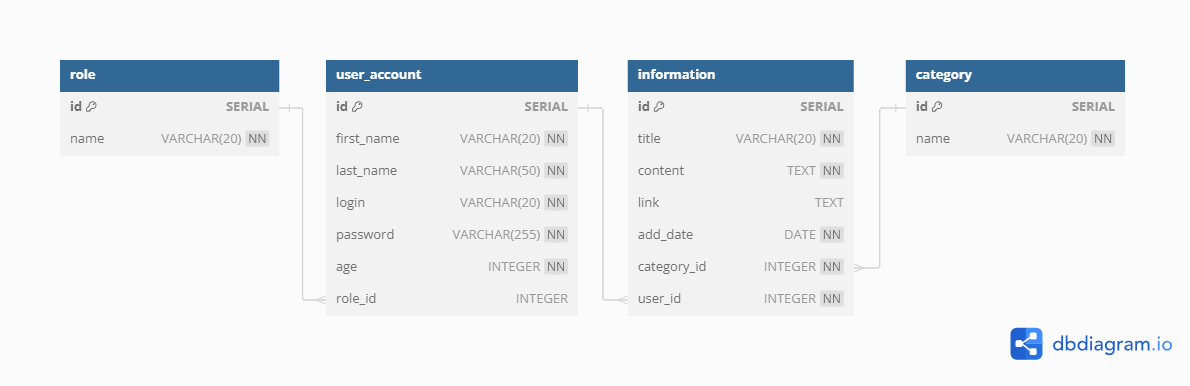 role
id SERIAL
name VARCHAR(20) NN
user_account
id SERIAL
first_name VARCHAR(20) NN
last_name VARCHAR(50) NN
login VARCHAR(20) NN
password VARCHAR(255) NN
age INTEGER NN
role_id INTEGER
information
id SERIAL
title VARCHAR(20) NN
content TEXT NN
link TEXT
add_date DATE NN
category_id INTEGER NN
user_id INTEGER NN
category
id SERIAL
name VARCHAR(20) NN
dbdiagram.io